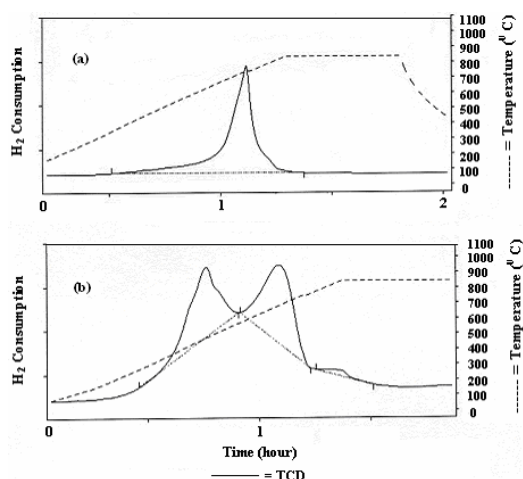 (a)
H₂ Consumption
1100
1000
900
800
700
600
500
400
300
200
100
0
------ = Temperature (⁰ C)
0 1 2
(b)
H₂ Consumption
1100
1000
900
800
700
600
500
400
300
200
100
0
------ = Temperature (⁰ C)
0 1
Time (hour)
—— = TCD